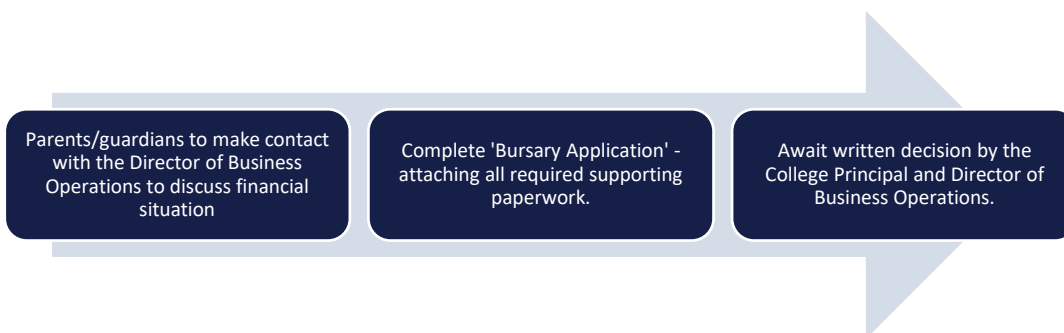 Parents/guardians to make contact
with the Director of Business
Operations to discuss financial
situation
Complete 'Bursary Application' -
attaching all required supporting
paperwork.
Await written decision by the
College Principal and Director of
Business Operations.